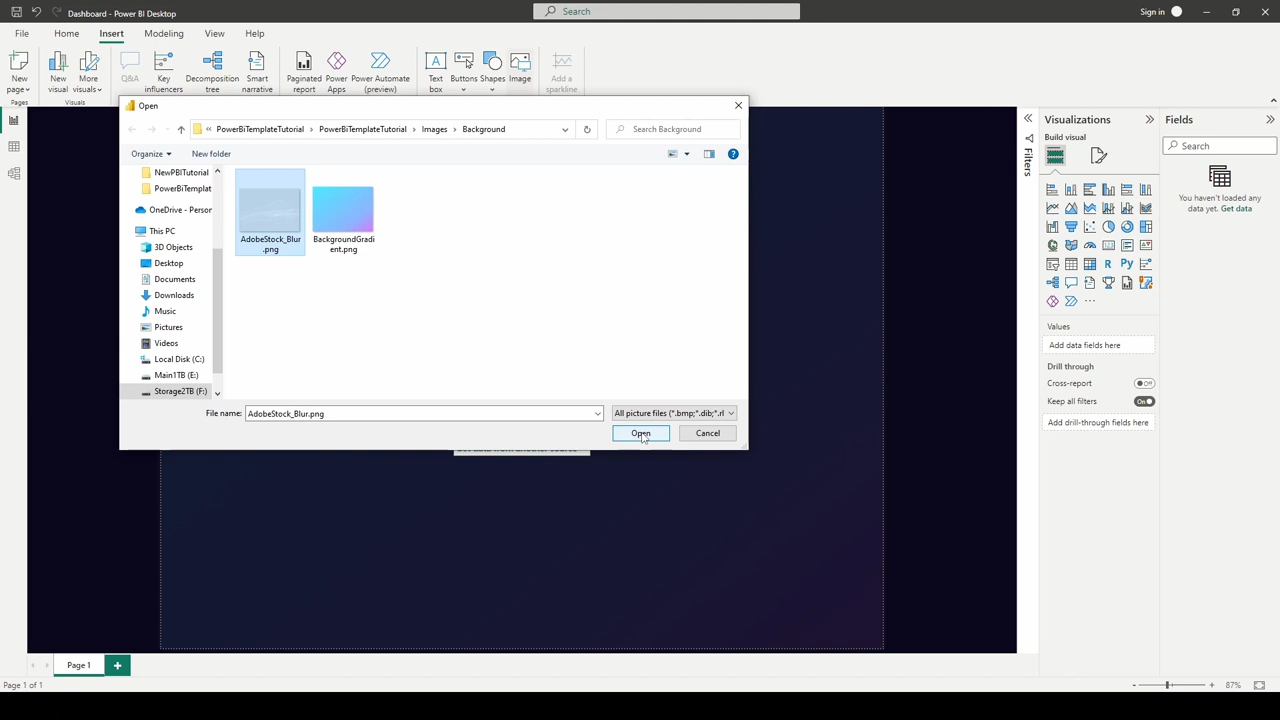 Dashboard - Power BI Desktop
Search
Sign in
File
Home
Insert
Modeling
View
Help
New page
New visual
More visuals
Q&A
Key influencers
Decomposition tree
Smart narrative
Paginated report
Power Apps
Power Automate (preview)
Text box
Buttons
Shapes
Image
Add a sparkline
Pages
Visuals
Open
« PowerBiTemplateTutorial › PowerBiTemplateTutorial › Images › Background
Search Background
Organize
New folder
NewPBITutorial
PowerBiTemplat
OneDrive - Person
This PC
3D Objects
Desktop
Documents
Downloads
Music
Pictures
Videos
Local Disk (C:)
Main1TB (E:)
Storage2TB (F:)
AdobeStock_Blur
.png
BackgroundGradi
ent.png
File name:
AdobeStock_Blur.png
All picture files (*.bmp;*.dib;*.rl
Open
Cancel
Filters
Visualizations
Build visual
R
Py
Values
Add data fields here
Drill through
Cross-report
Off
Keep all filters
On
Add drill-through fields here
Fields
Search
You haven't loaded any
data yet. Get data
Page 1
Page 1 of 1
87%